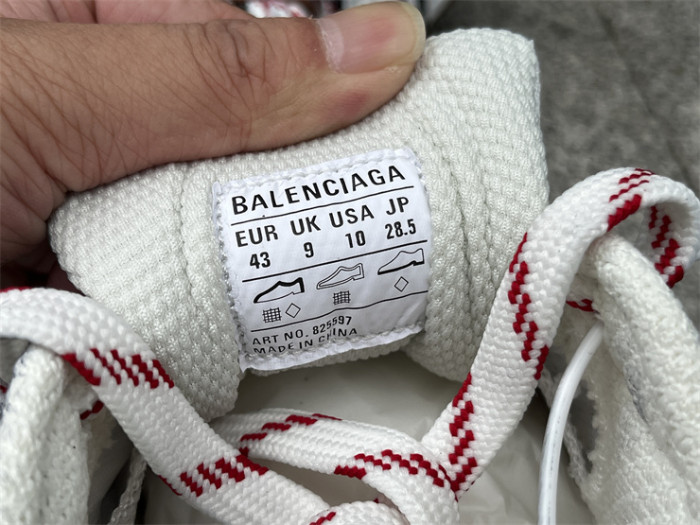 BALENCIAGA
EUR UK USA JP
43 9 10 28.5
ART NO. 825597
MADE IN CHINA